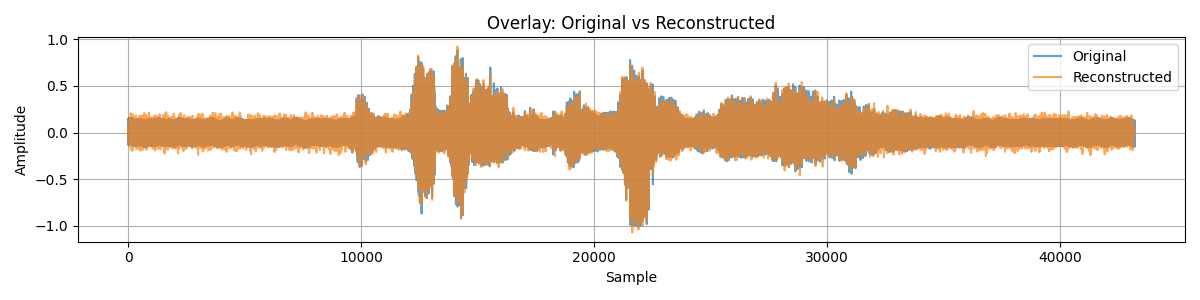 Overlay: Original vs Reconstructed
1.0
0.5
0.0
−0.5
−1.0
Amplitude
Original
Reconstructed
0
10000
20000
30000
40000
Sample